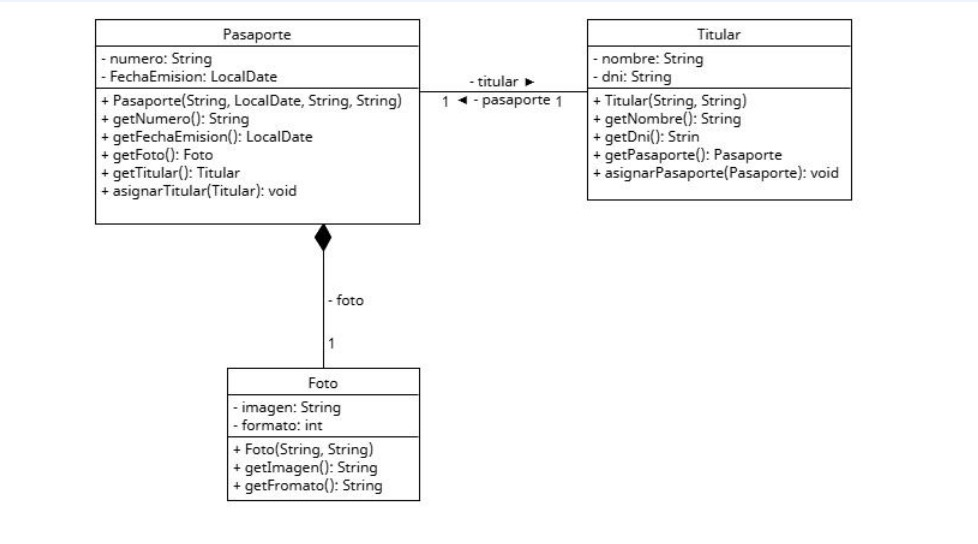 Pasaporte
- numero: String
- FechaEmision: LocalDate
+ Pasaporte(String, LocalDate, String, String)
+ getNumero(): String
+ getFechaEmision(): LocalDate
+ getFoto(): Foto
+ getTitular(): Titular
+ asignarTitular(Titular): void
- titular ►
1 ◄ - pasaporte 1
Titular
- nombre: String
- dni: String
+ Titular(String, String)
+ getNombre(): String
+ getDni(): Strin
+ getPasaporte(): Pasaporte
+ asignarPasaporte(Pasaporte): void
- foto
1
Foto
- imagen: String
- formato: int
+ Foto(String, String)
+ getImagen(): String
+ getFromato(): String